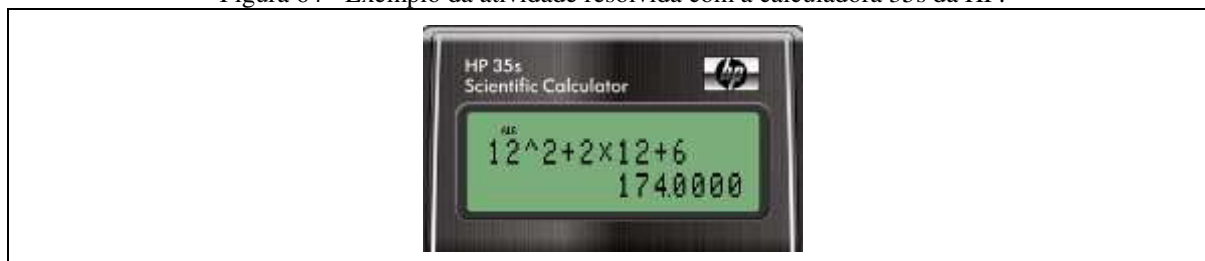 Figura 64 - Exemplo da atividade resolvida com a calculadora 35s da HP.
HP 35s
Scientific Calculator
hp
ALG
12^2+2×12+6
174.0000